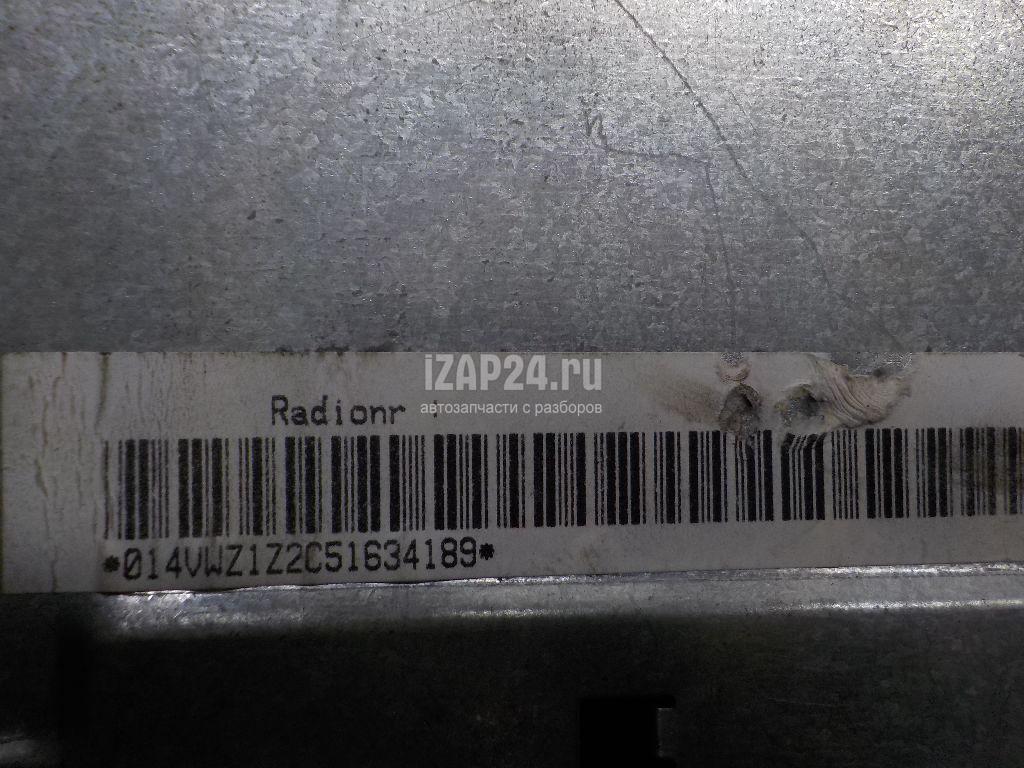 iZAP24.ru
автозапчасти с разборов
Radionr
*014VWZ1Z2C51634189*